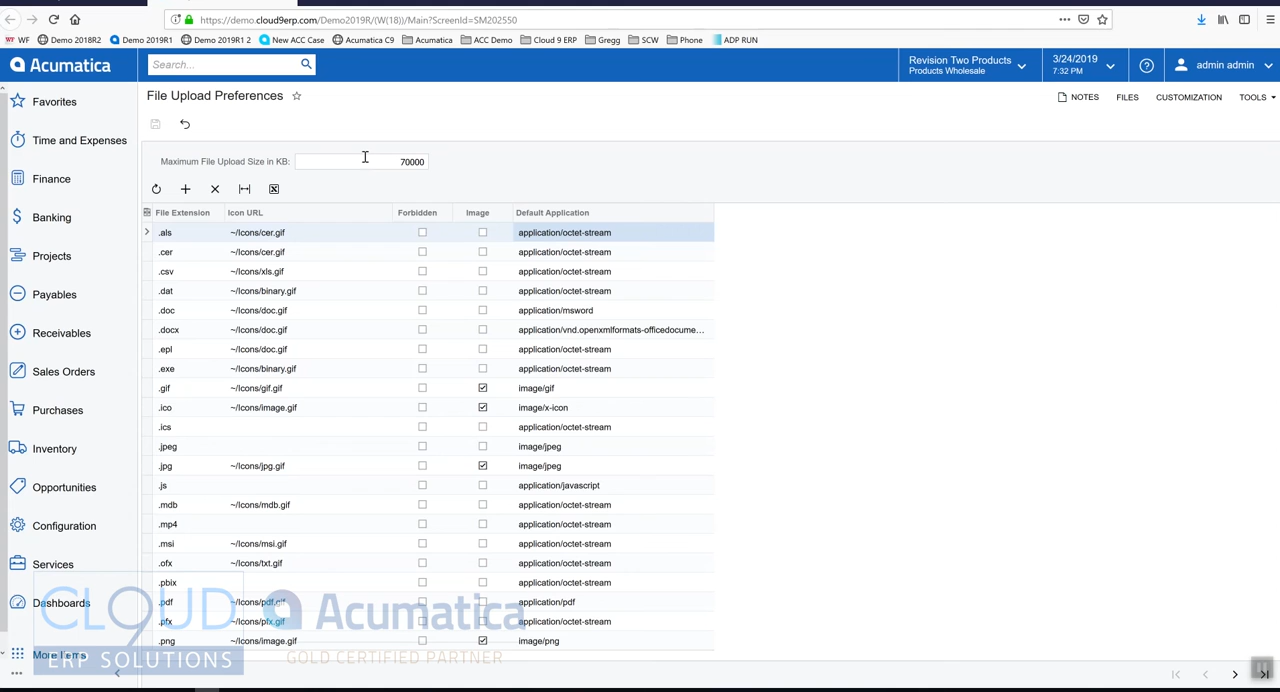 https://demo.cloud9erp.com/Demo2019R/(W(18))/Main?ScreenId=SM202550
WF Demo 2018R2 Demo 2019R1 Demo 2019R1 2 New ACC Case Acumatica C9 Acumatica ACC Demo Cloud 9 ERP Gregg SCW Phone ADP RUN
Acumatica
Search...
Revision Two Products
Products Wholesale
3/24/2019
7:32 PM
admin admin
Favorites
Time and Expenses
Finance
Banking
Projects
Payables
Receivables
Sales Orders
Purchases
Inventory
Opportunities
Configuration
Services
Dashboards
More Items
File Upload Preferences
NOTES FILES CUSTOMIZATION TOOLS
Maximum File Upload Size in KB: 70000
File Extension Icon URL Forbidden Image Default Application
.als ~/Icons/cer.gif application/octet-stream
.cer ~/Icons/cer.gif application/octet-stream
.csv ~/Icons/xls.gif application/octet-stream
.dat ~/Icons/binary.gif application/octet-stream
.doc ~/Icons/doc.gif application/msword
.docx ~/Icons/doc.gif application/vnd.openxmlformats-officedocume...
.epl ~/Icons/doc.gif application/octet-stream
.exe ~/Icons/binary.gif application/octet-stream
.gif ~/Icons/gif.gif image/gif
.ico ~/Icons/image.gif image/x-icon
.ics application/octet-stream
.jpeg image/jpeg
.jpg ~/Icons/jpg.gif image/jpeg
.js application/javascript
.mdb ~/Icons/mdb.gif application/octet-stream
.mp4 application/octet-stream
.msi ~/Icons/msi.gif application/octet-stream
.ofx ~/Icons/txt.gif application/octet-stream
.pbix application/octet-stream
.pdf ~/Icons/pdf.gif application/pdf
.pfx ~/Icons/pfx.gif application/octet-stream
.png ~/Icons/image.gif image/png
CLOUD 9
ERP SOLUTIONS
Acumatica
GOLD CERTIFIED PARTNER